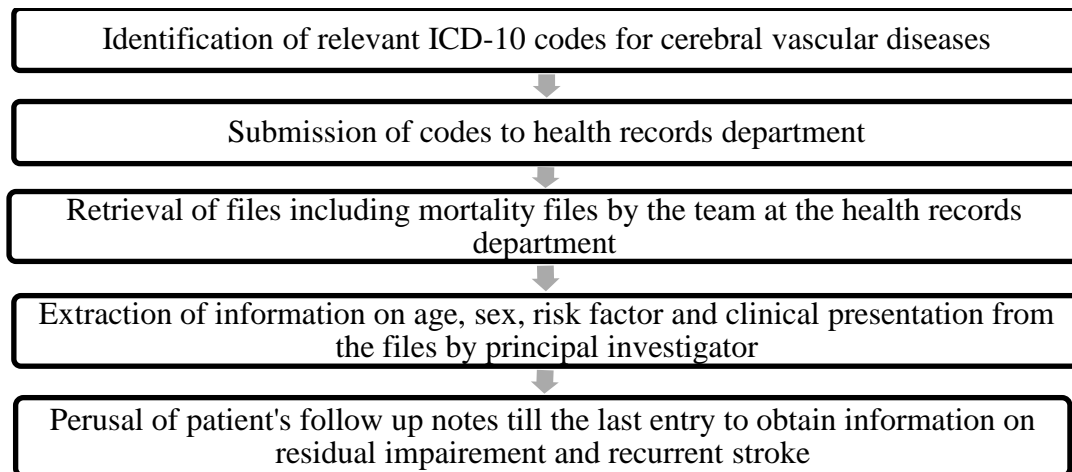 Identification of relevant ICD-10 codes for cerebral vascular diseases
Submission of codes to health records department
Retrieval of files including mortality files by the team at the health records
department
Extraction of information on age, sex, risk factor and clinical presentation from
the files by principal investigator
Perusal of patient's follow up notes till the last entry to obtain information on
residual impairement and recurrent stroke